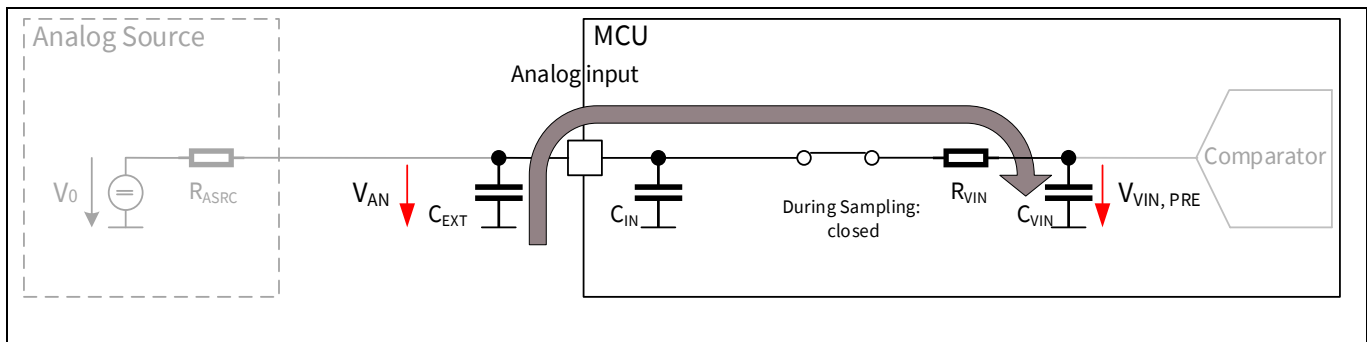 Analog Source
MCU
Analog input
V0
RASRC
VAN
CEXT
CIN
During Sampling:
closed
RVIN
CVIN
VVIN, PRE
Comparator
=